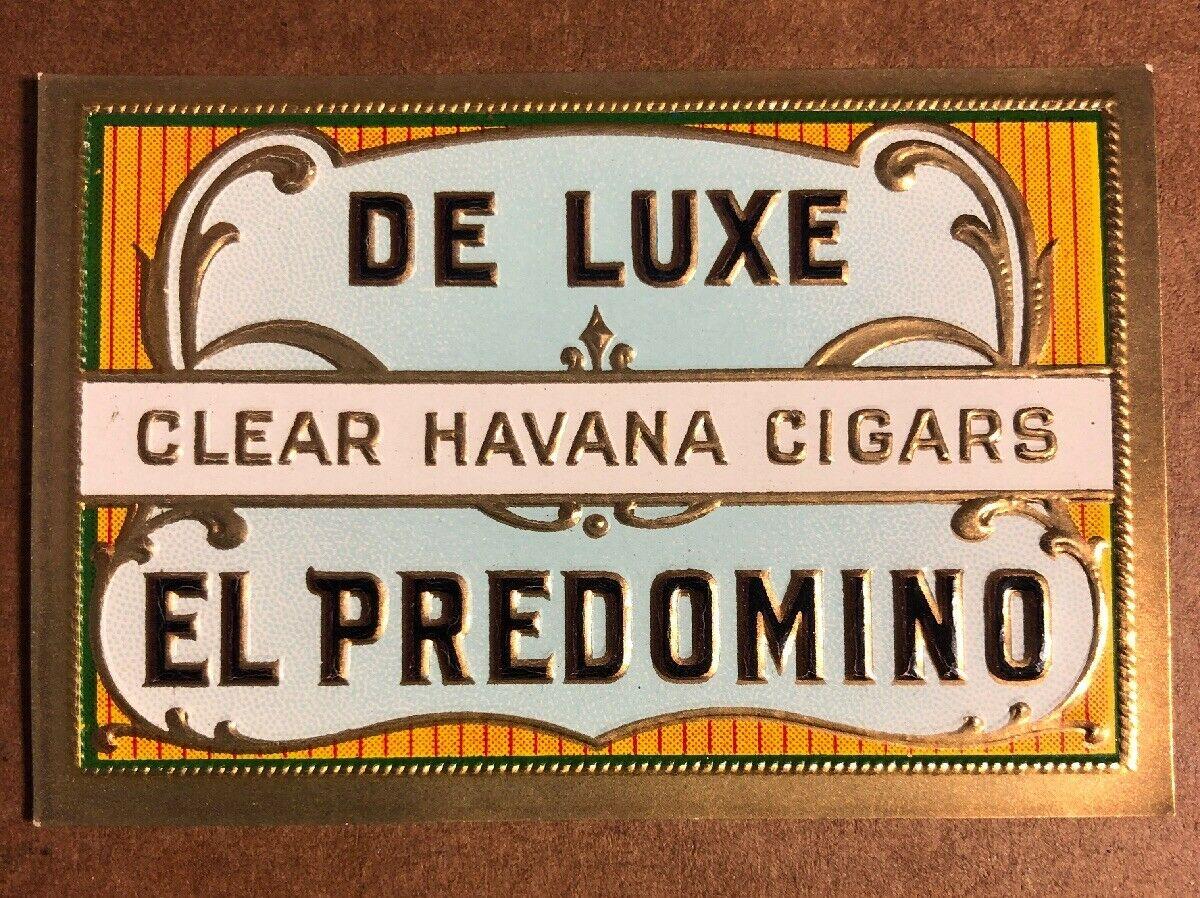 DE LUXE
CLEAR HAVANA CIGARS
EL PREDOMINO